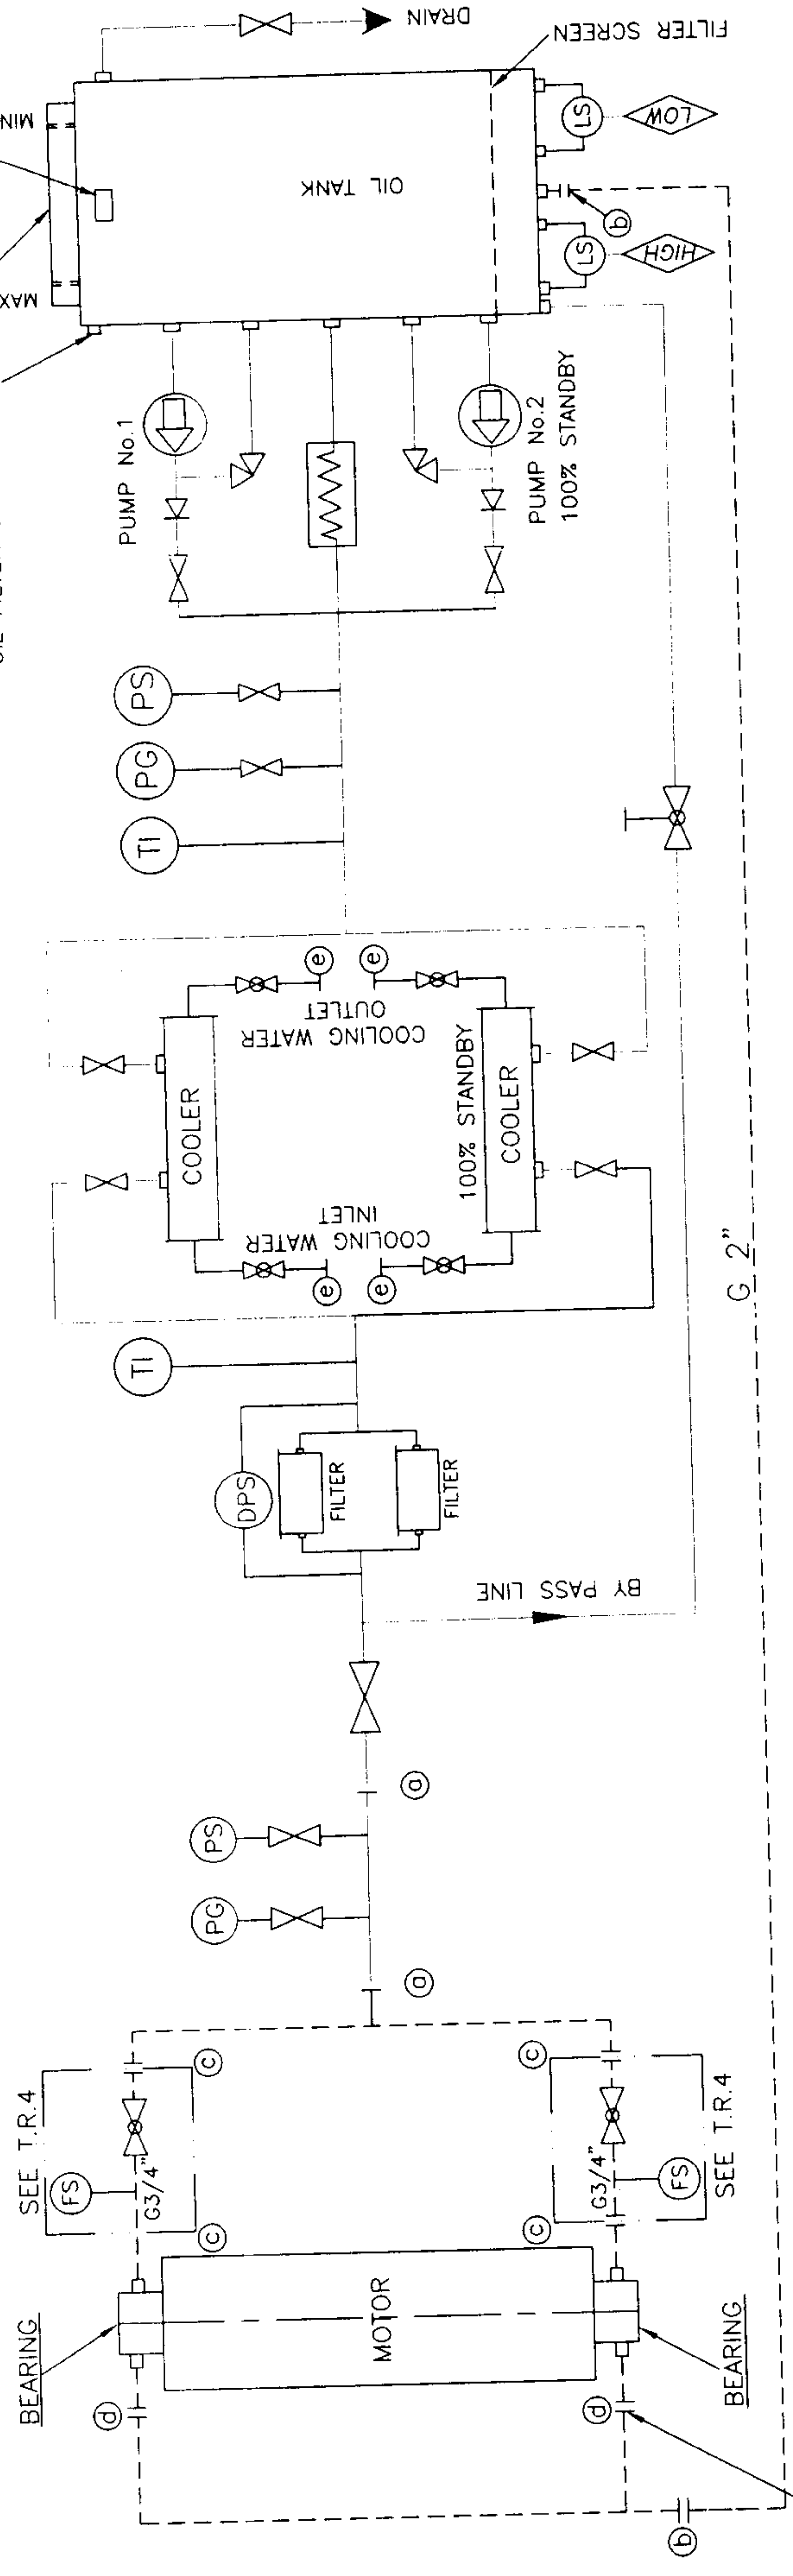 DRAIN
FILTER SCREEN
MIN
MAX
OIL TANK
LS
LOW
b
LS
HIGH
PUMP No.1
PUMP No.2
100% STANDBY
PS
PG
TI
e
e
COOLING WATER
OUTLET
COOLER
100% STANDBY
COOLER
COOLING WATER
INLET
e
e
G 2"
TI
DPS
FILTER
FILTER
BY PASS LINE
a
PS
PG
a
SEE T.R.4
c
c
FS
G3/4"
G3/4"
FS
SEE T.R.4
c
c
BEARING
MOTOR
BEARING
d
d
b